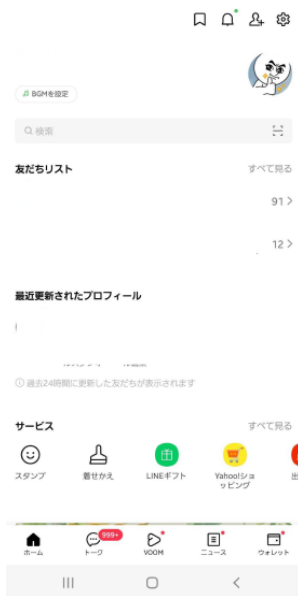 BGMを設定
検索
友だちリスト すべて見る
91
12
最近更新されたプロフィール
過去24時間に更新した友だちが表示されます
サービス すべて見る
スタンプ
着せかえ
LINEギフト
Yahoo!ショ
ッピング
999+
ホーム
トーク
VOOM
ニュース
ウォレット